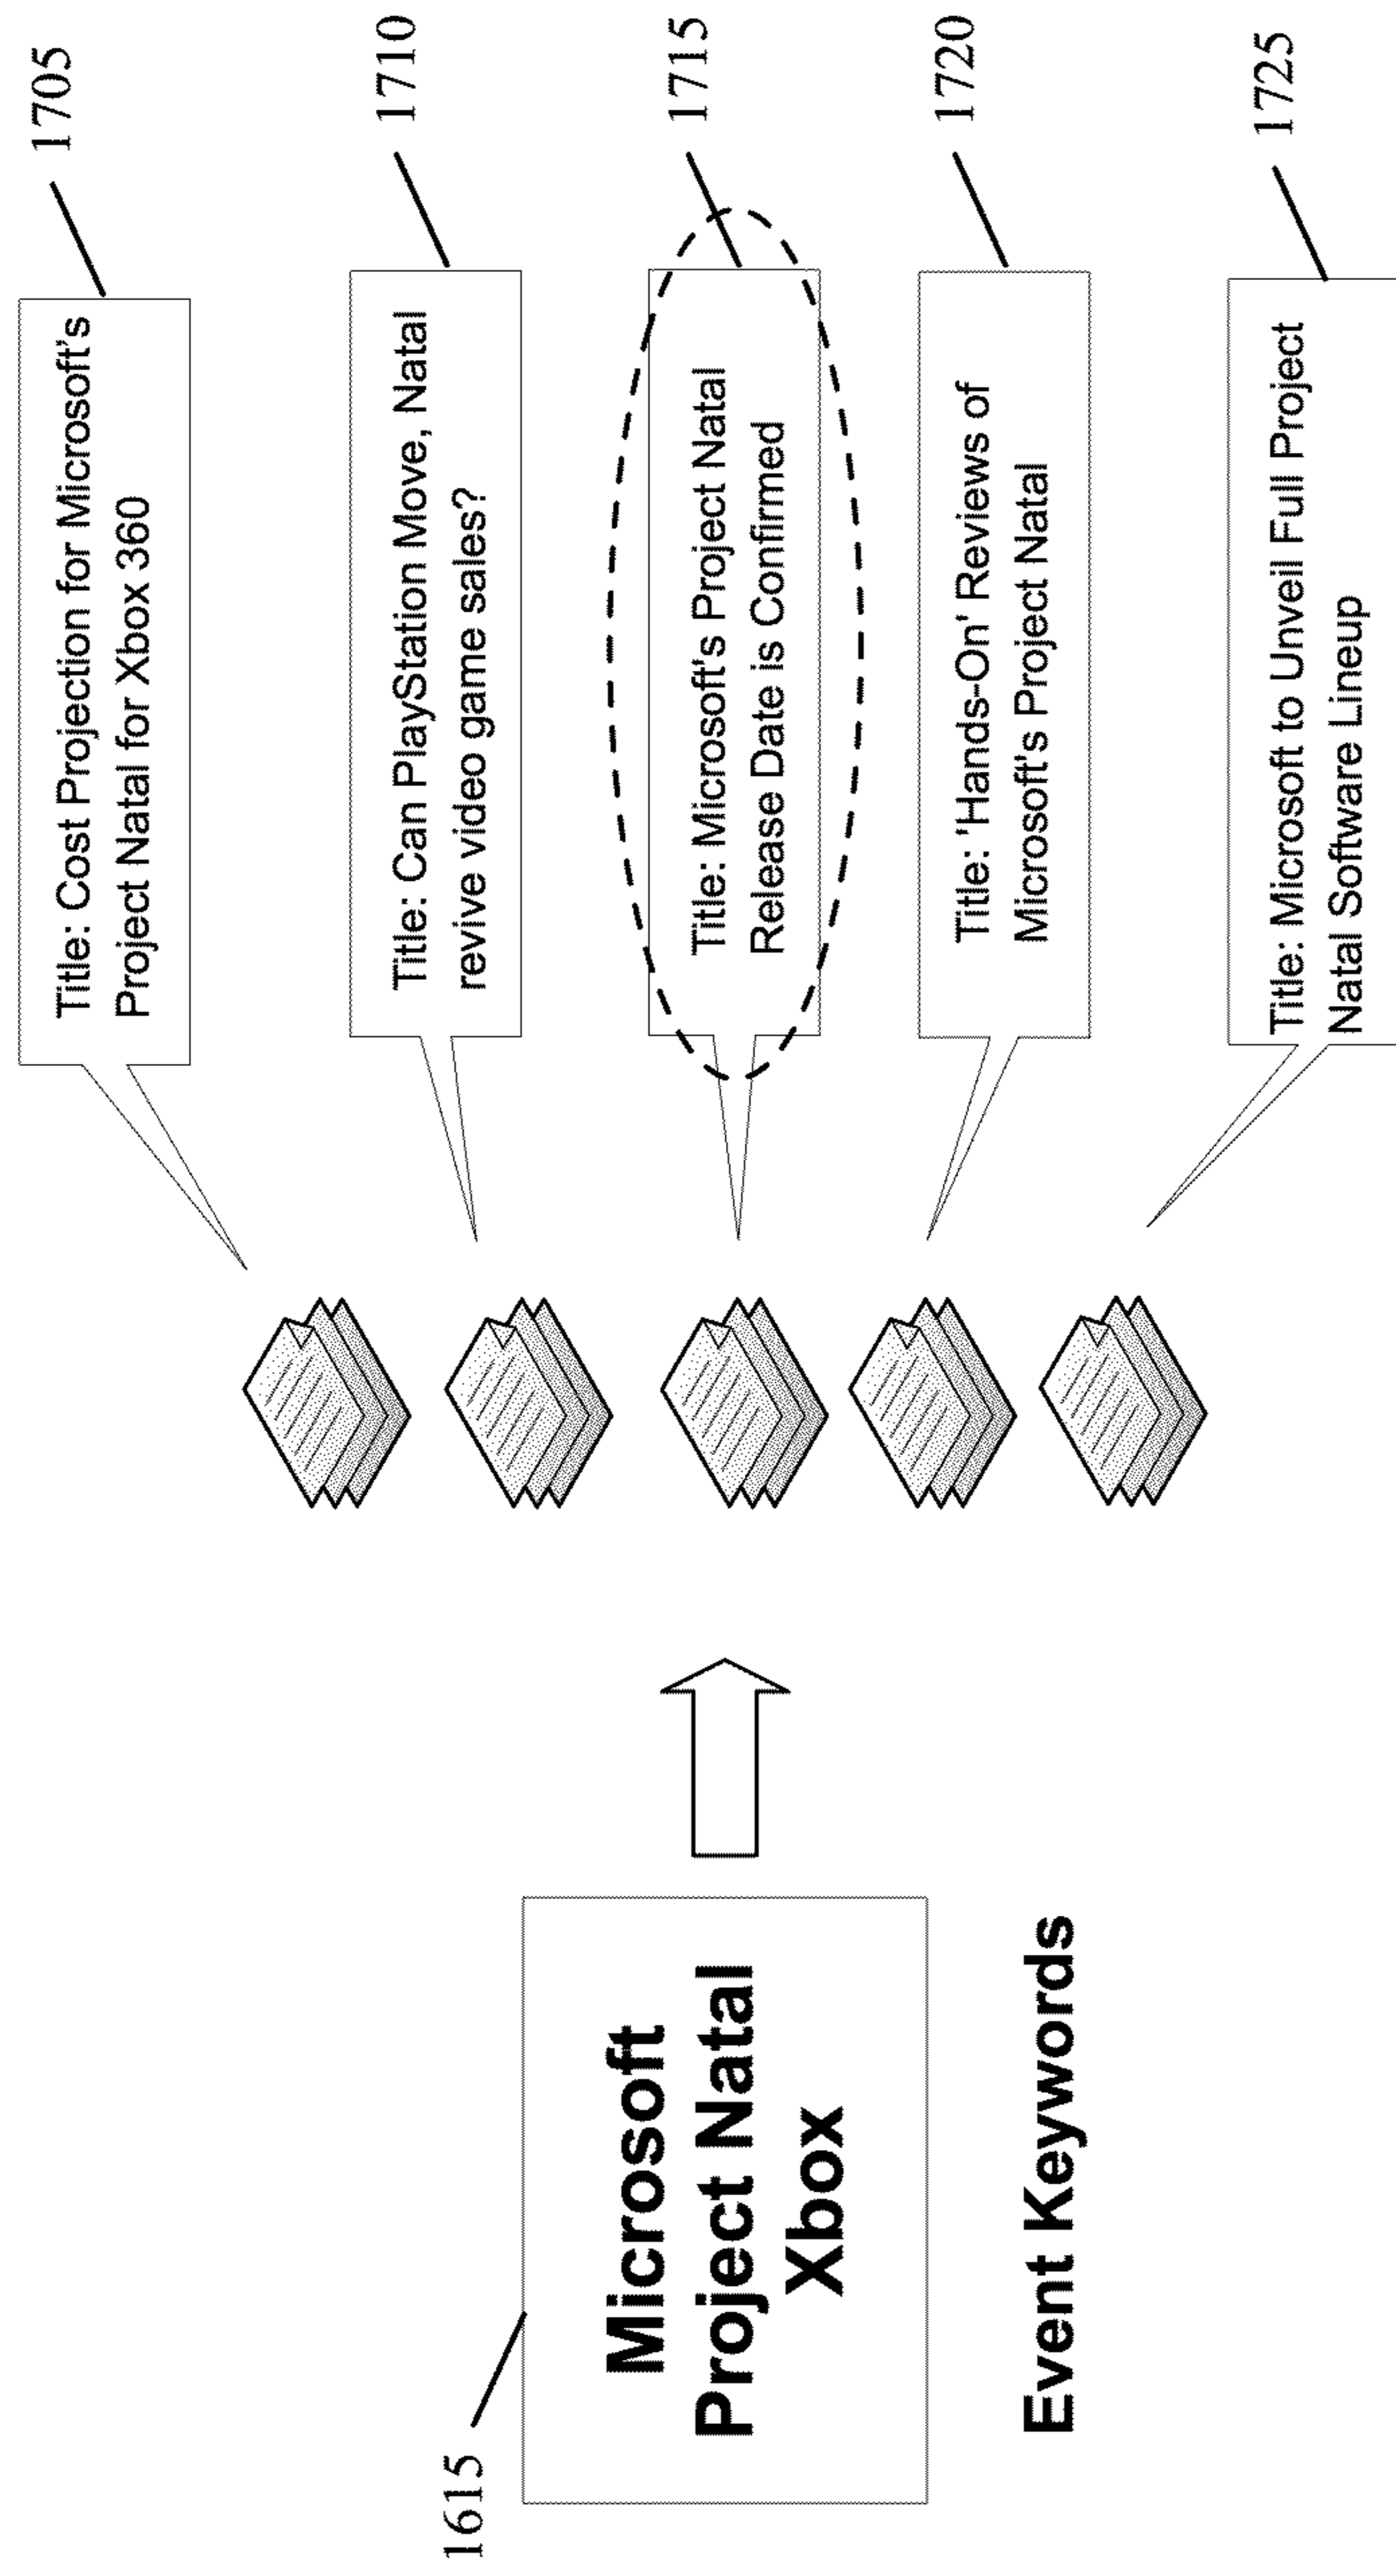 1615
Microsoft
Project Natal
Xbox
Event Keywords
Title: Cost Projection for Microsoft's
Project Natal for Xbox 360
1705
Title: Can PlayStation Move, Natal
revive video game sales?
1710
Title: Microsoft's Project Natal
Release Date is Confirmed
1715
Title: 'Hands-On' Reviews of
Microsoft's Project Natal
1720
Title: Microsoft to Unveil Full Project
Natal Software Lineup
1725